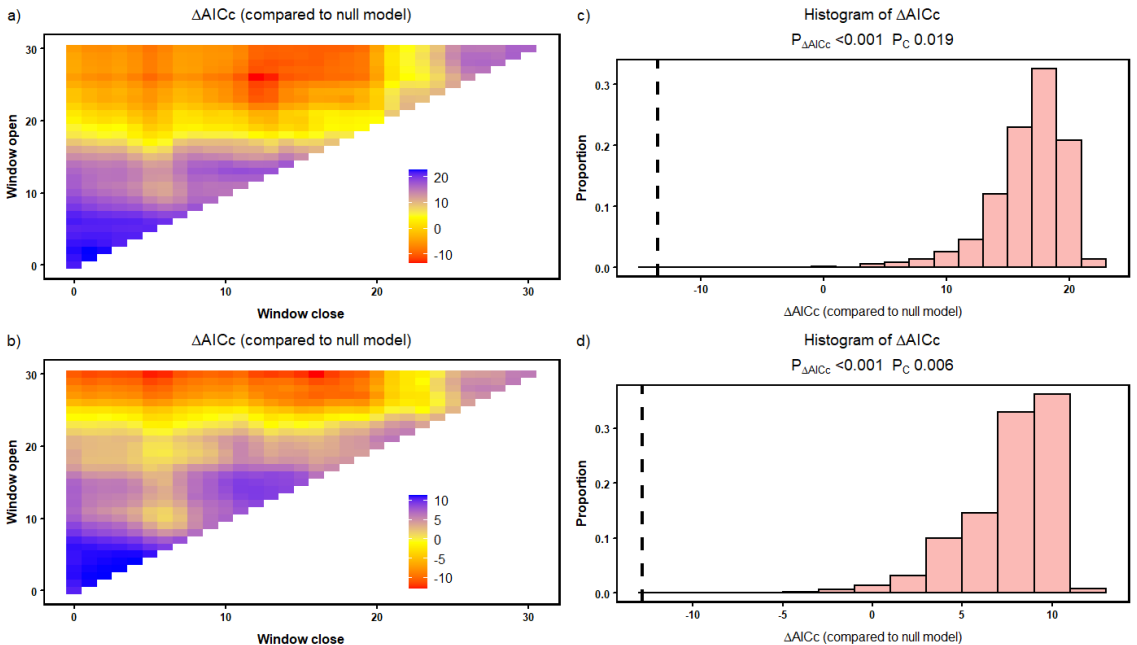 a)
ΔAICc (compared to null model)
Window open
30
20
10
0
20
10
0
-10
0
10
20
30
Window close
c)
Histogram of ΔAICc
P ΔAICc <0.001 P C 0.019
Proportion
0.3
0.2
0.1
0.0
-10
0
10
20
ΔAICc (compared to null model)
b)
ΔAICc (compared to null model)
Window open
30
20
10
0
10
5
0
-5
-10
0
10
20
30
Window close
d)
Histogram of ΔAICc
P ΔAICc <0.001 P C 0.006
Proportion
0.3
0.2
0.1
0.0
-10
-5
0
5
10
ΔAICc (compared to null model)